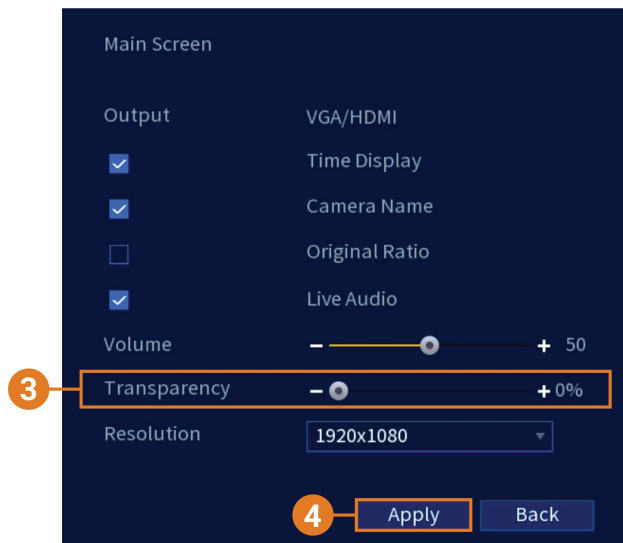 Main Screen
Output VGA/HDMI
Time Display
Camera Name
Original Ratio
Live Audio
Volume 50
3 Transparency 0%
Resolution 1920x1080
4 Apply Back